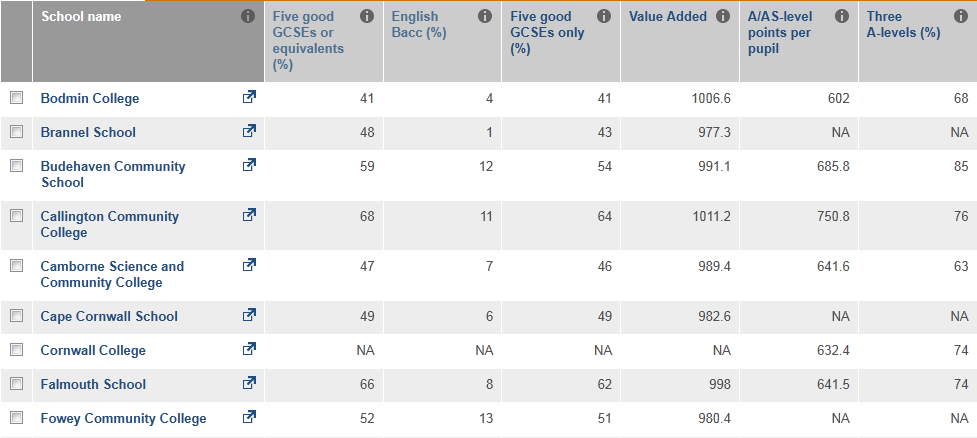 School name Five good English Five good Value Added A/AS-level Three
GCSEs or Bacc (%) GCSEs only points per A-levels (%)
equivalents (%) pupil
(%)
Bodmin College 41 4 41 1006.6 602 68
Brannel School 48 1 43 977.3 NA NA
Budehaven Community 59 12 54 991.1 685.8 85
School
Callington Community 68 11 64 1011.2 750.8 76
College
Camborne Science and 47 7 46 989.4 641.6 63
Community College
Cape Cornwall School 49 6 49 982.6 NA NA
Cornwall College NA NA NA NA 632.4 74
Falmouth School 66 8 62 998 641.5 74
Fowey Community College 52 13 51 980.4 NA NA